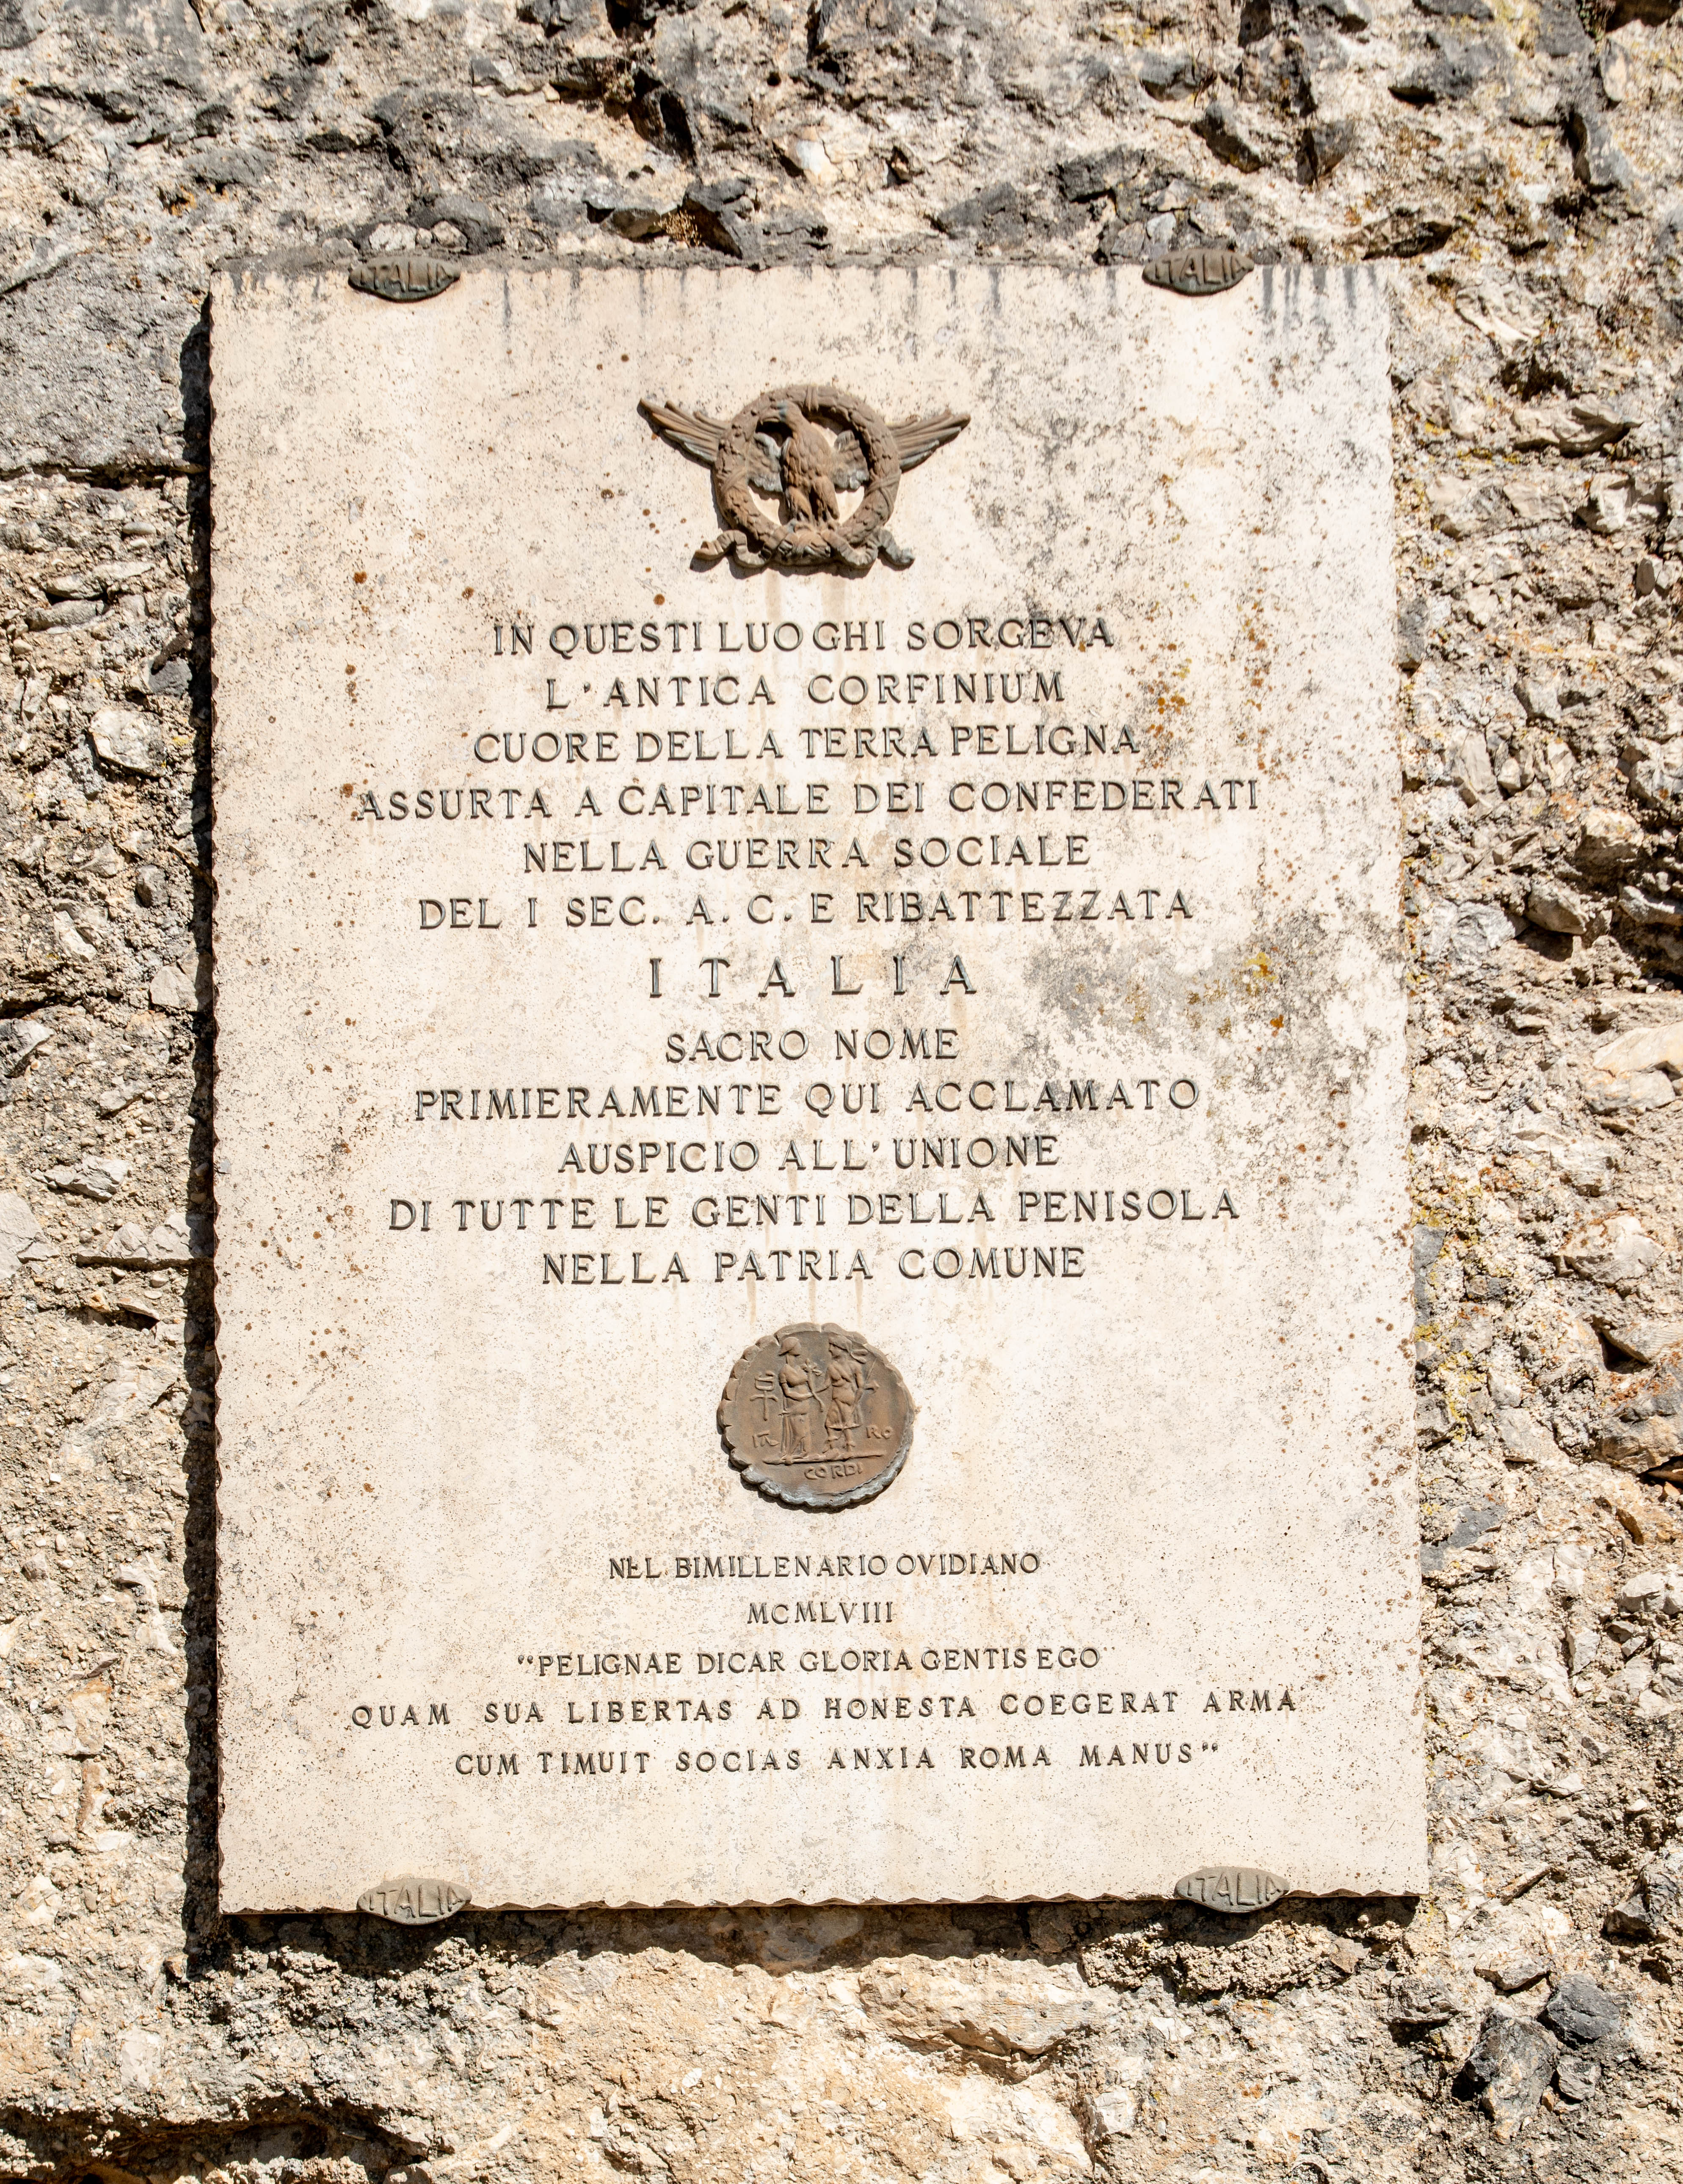 ITALIA ITALIA
IN QUESTI LUOGHI SORGEVA
L'ANTICA CORFINIUM
CUORE DELLA TERRA PELIGNA
ASSURTA A CAPITALE DEI CONFEDERATI
NELLA GUERRA SOCIALE
DEL I SEC. A. C. E RIBATTEZZATA
ITALIA
SACRO NOME
PRIMIERAMENTE QUI ACCLAMATO
AUSPICIO ALL'UNIONE
DI TUTTE LE GENTI DELLA PENISOLA
NELLA PATRIA COMUNE
RO
CORDI
NEL BIMILLENARIO OVIDIANO
MCMLVIII
"PELIGNAE DICAR GLORIA GENTIS EGO
QUAM SUA LIBERTAS AD HONESTA COEGERAT ARMA
CUM TIMUIT SOCIAS ANXIA ROMA MANUS"
ITALIA ITALIA